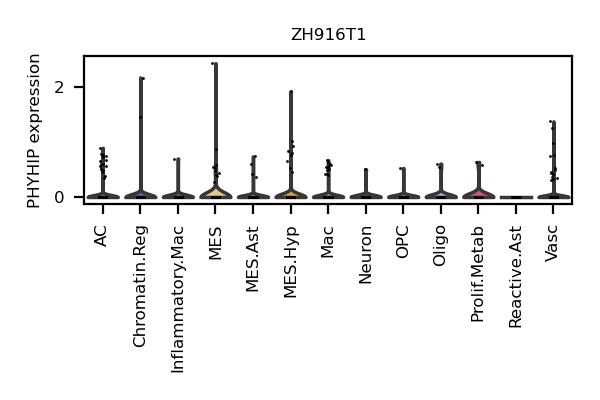 ZH916T1
PHYHIP expression
2
0
AC
Chromatin.Reg
Inflammatory.Mac
MES
MES.Ast
MES.Hyp
Mac
Neuron
OPC
Oligo
Prolif.Metab
Reactive.Ast
Vasc